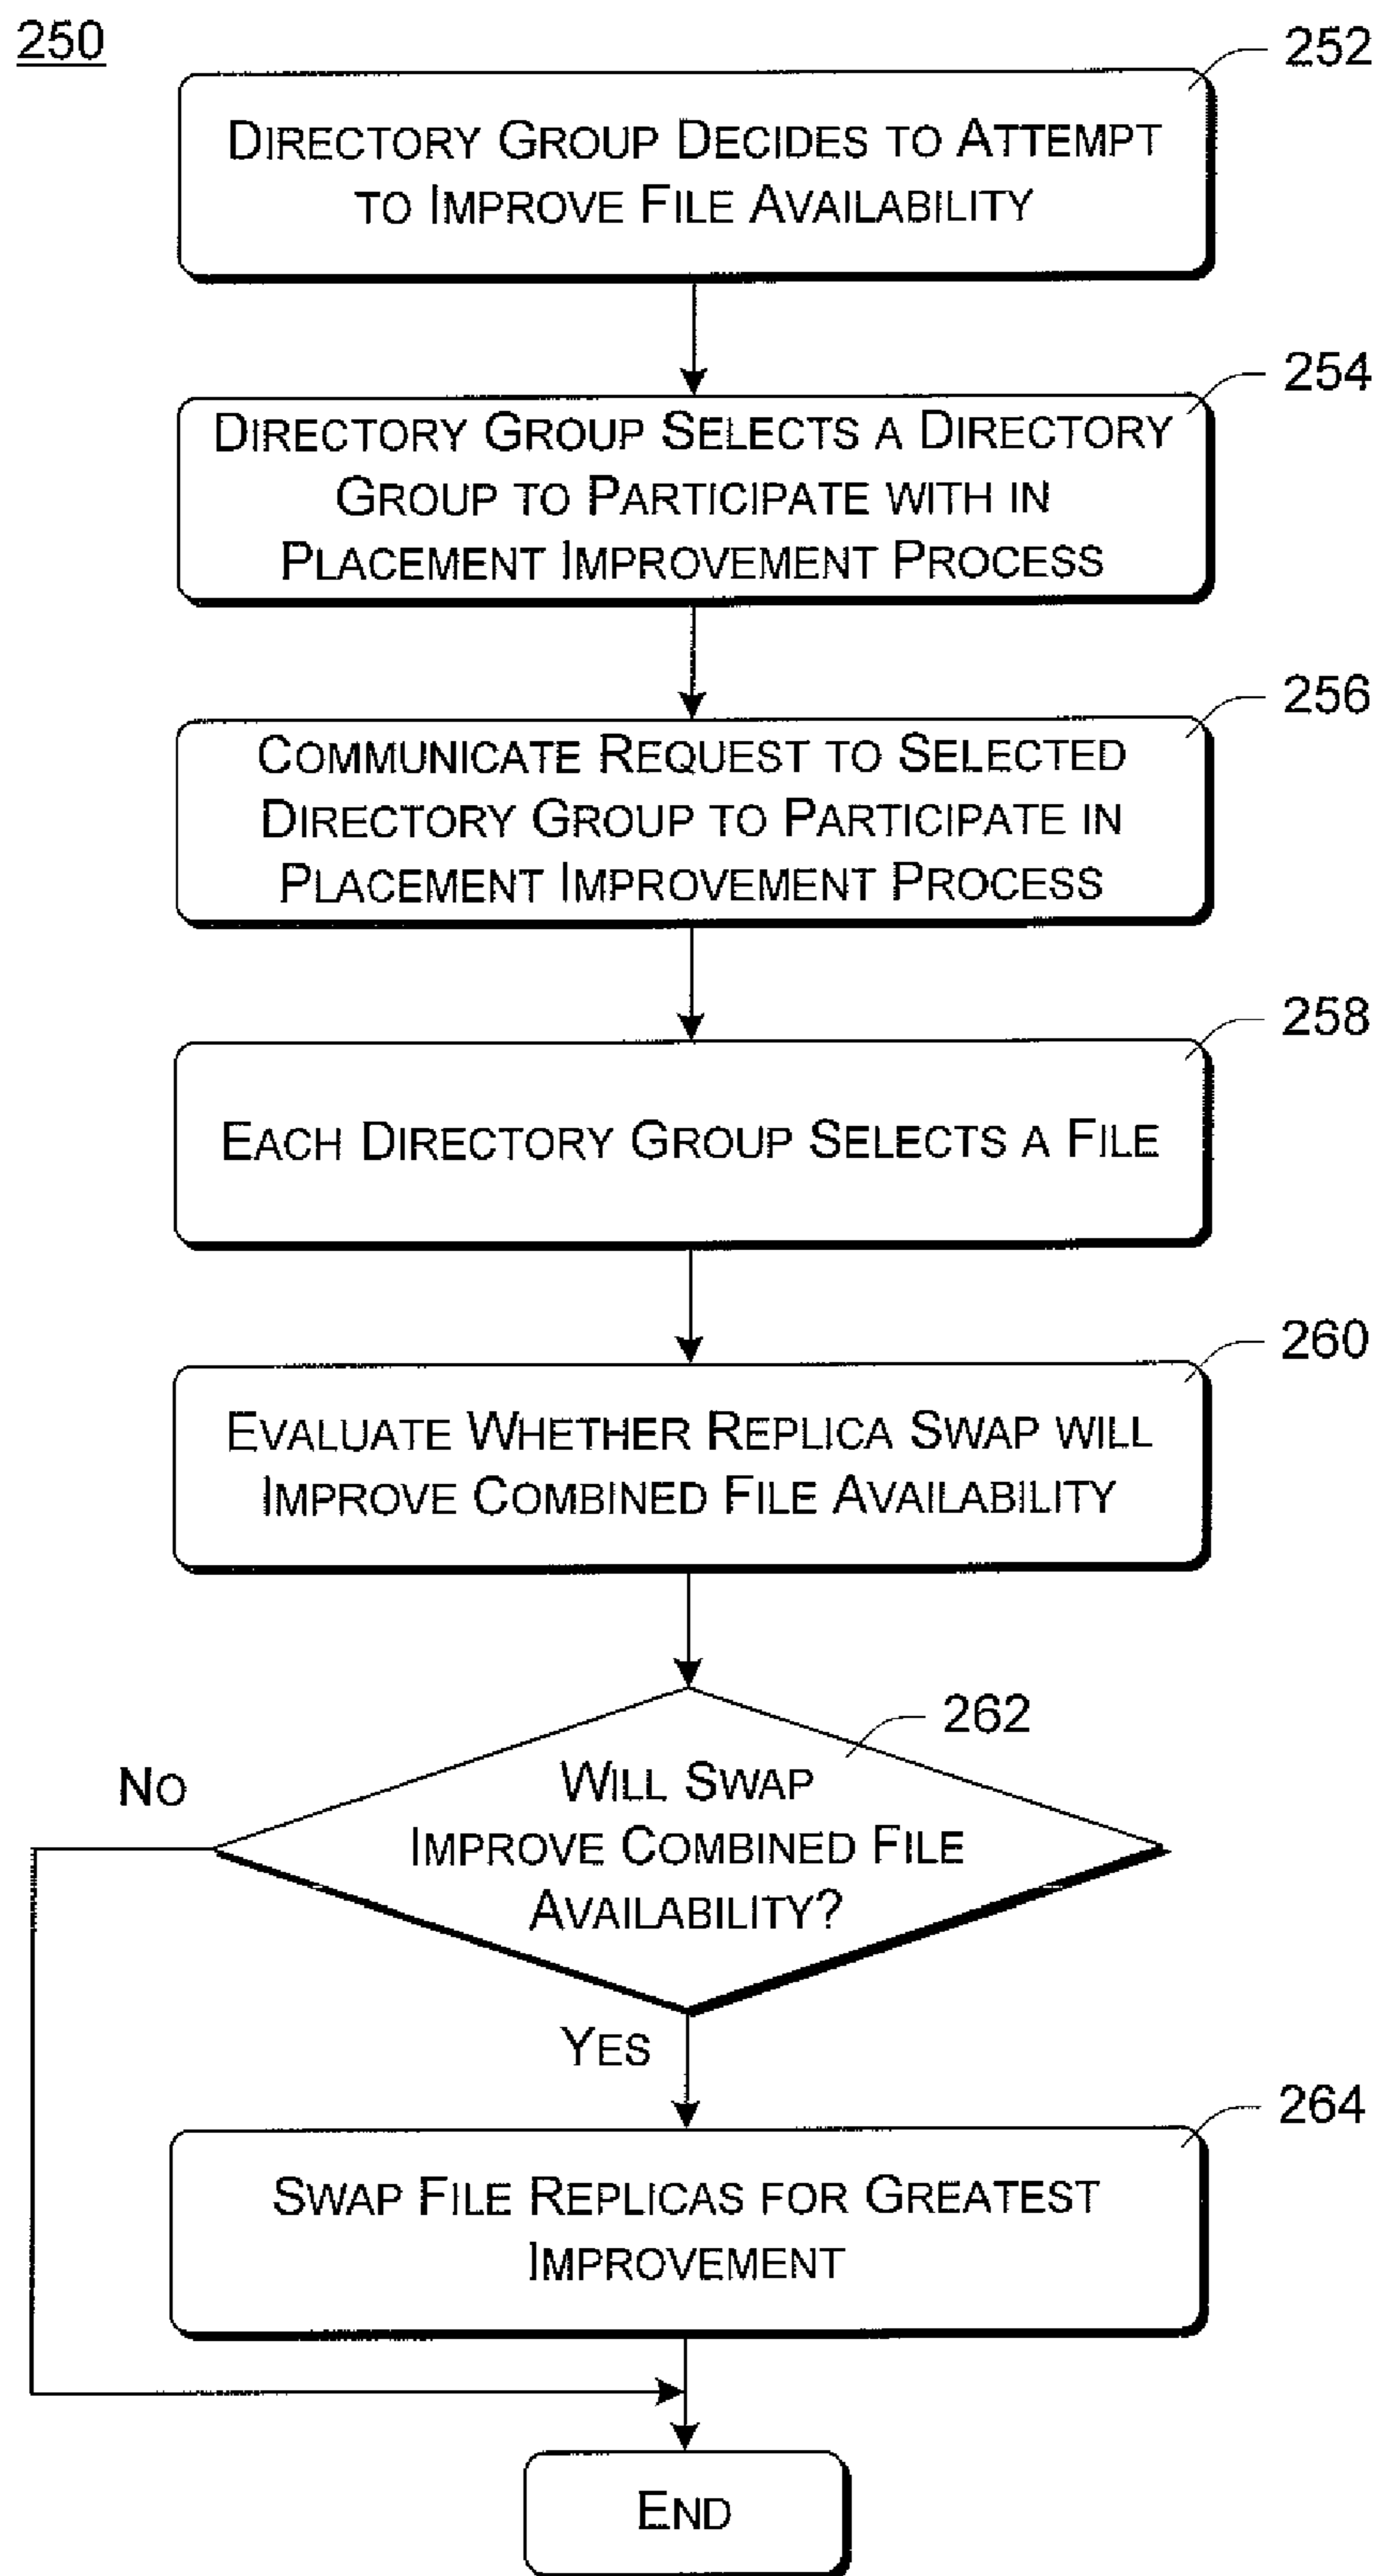 250
252
DIRECTORY GROUP DECIDES TO ATTEMPT
TO IMPROVE FILE AVAILABILITY
254
DIRECTORY GROUP SELECTS A DIRECTORY
GROUP TO PARTICIPATE WITH IN
PLACEMENT IMPROVEMENT PROCESS
256
COMMUNICATE REQUEST TO SELECTED
DIRECTORY GROUP TO PARTICIPATE IN
PLACEMENT IMPROVEMENT PROCESS
258
EACH DIRECTORY GROUP SELECTS A FILE
260
EVALUATE WHETHER REPLICA SWAP WILL
IMPROVE COMBINED FILE AVAILABILITY
262
NO
WILL SWAP
IMPROVE COMBINED FILE
AVAILABILITY?
YES
264
SWAP FILE REPLICAS FOR GREATEST
IMPROVEMENT
END